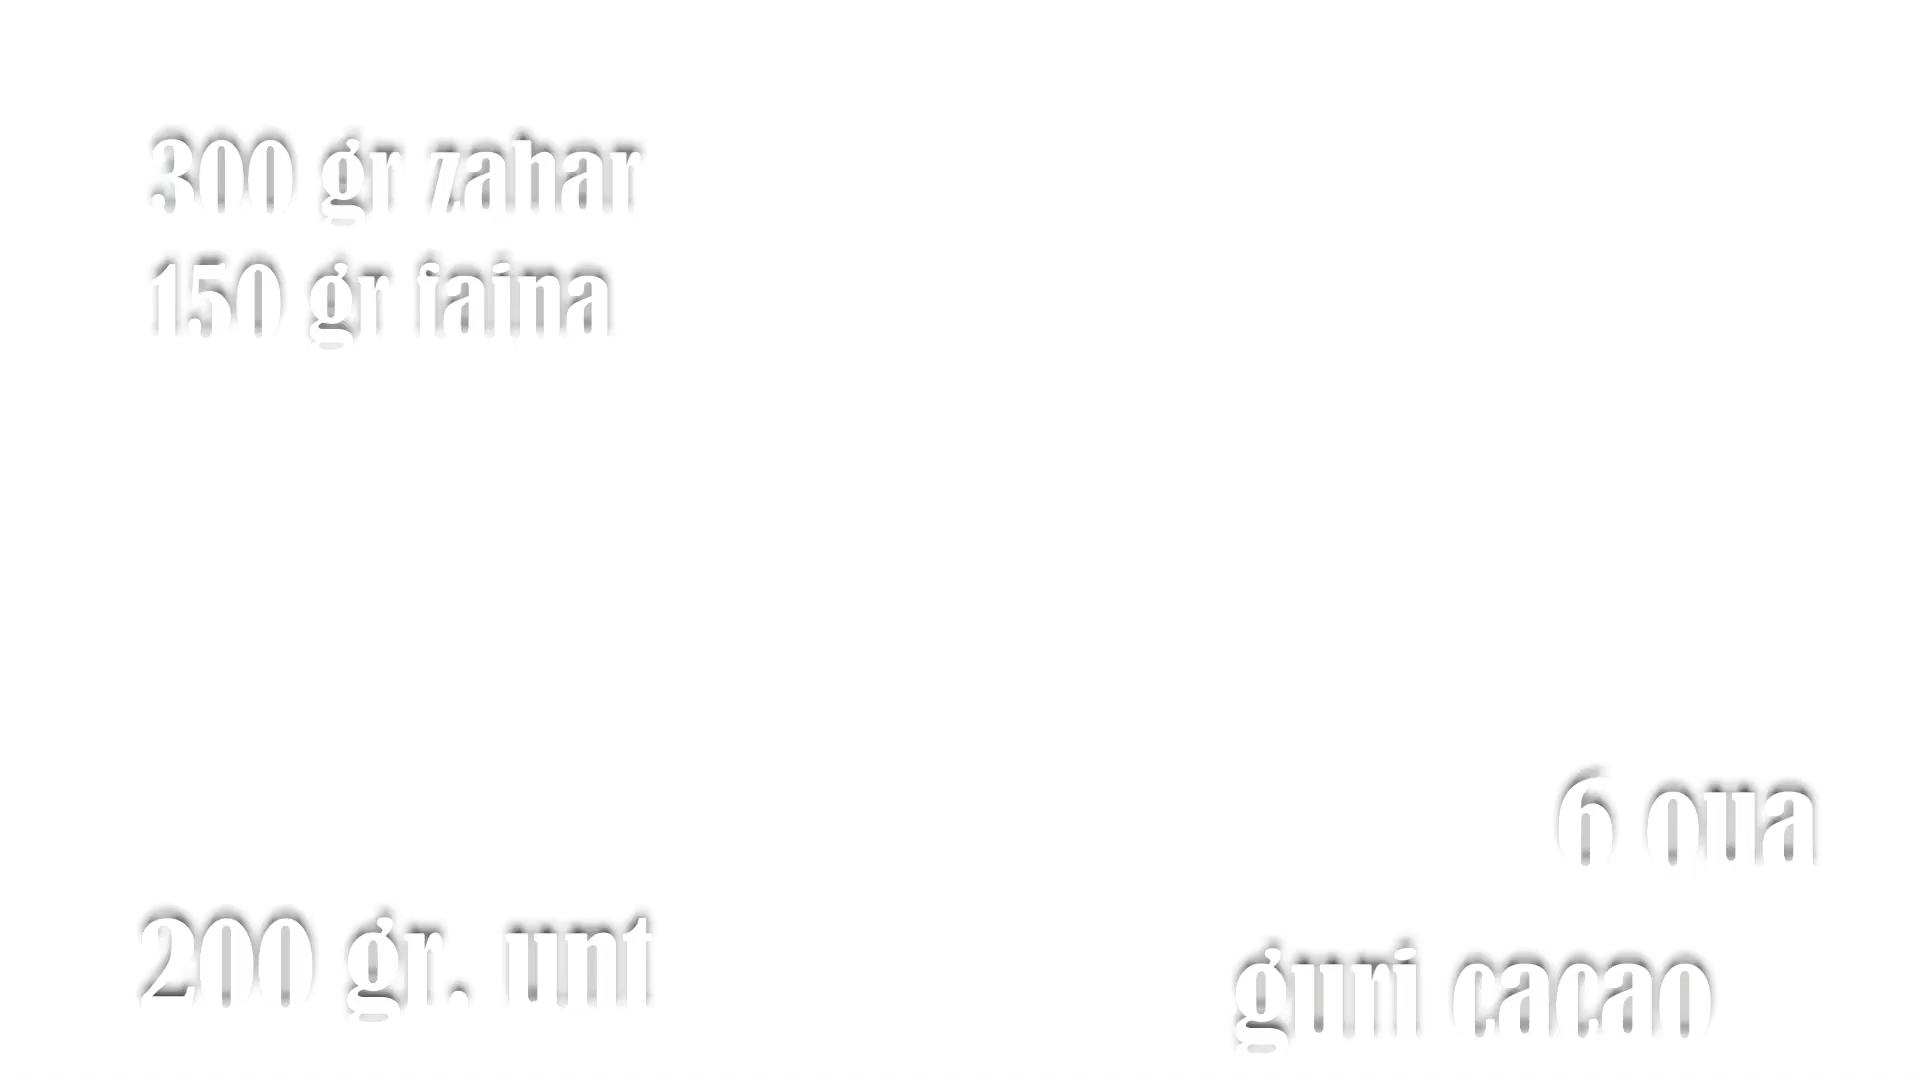 300 gr zahar
150 gr faina
6 oua
200 gr. unt
guri cacao